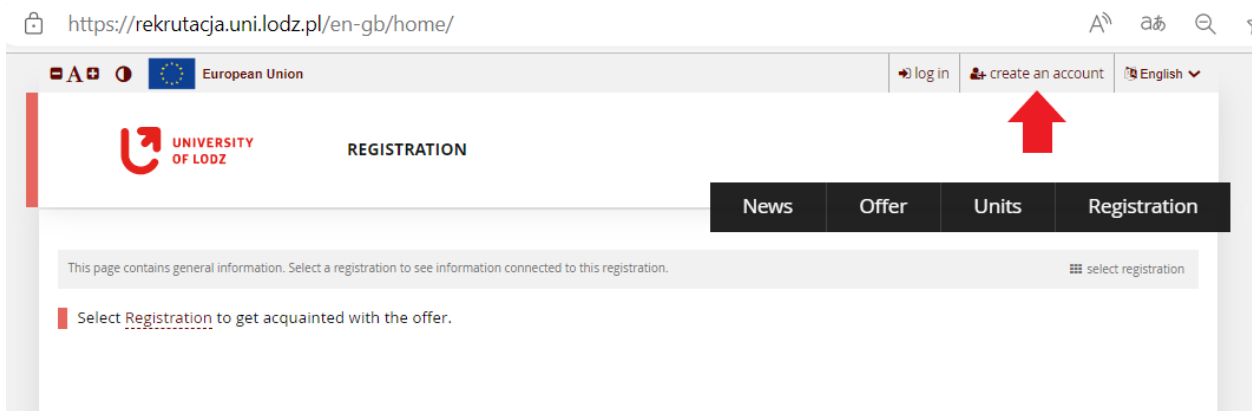 https://rekrutacja.uni.lodz.pl/en-gb/home/
A European Union log in create an account English
UNIVERSITY
OF LODZ
REGISTRATION
News Offer Units Registration
This page contains general information. Select a registration to see information connected to this registration. select registration
Select Registration to get acquainted with the offer.